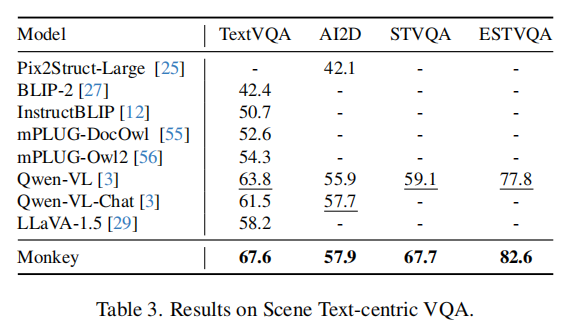 Model TextVQA AI2D STVQA ESTVQA
Pix2Struct-Large [25] - 42.1 - -
BLIP-2 [27] 42.4 - - -
InstructBLIP [12] 50.7 - - -
mPLUG-DocOwl [55] 52.6 - - -
mPLUG-Owl2 [56] 54.3 - - -
Qwen-VL [3] 63.8 55.9 59.1 77.8
Qwen-VL-Chat [3] 61.5 57.7 - -
LLaVA-1.5 [29] 58.2 - - -
Monkey 67.6 57.9 67.7 82.6
Table 3. Results on Scene Text-centric VQA.